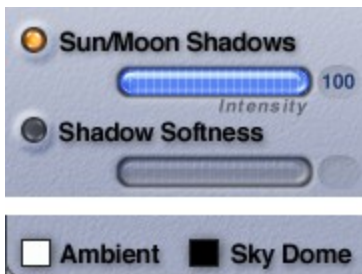 Sun/Moon Shadows
100
Intensity
Shadow Softness
Ambient Sky Dome